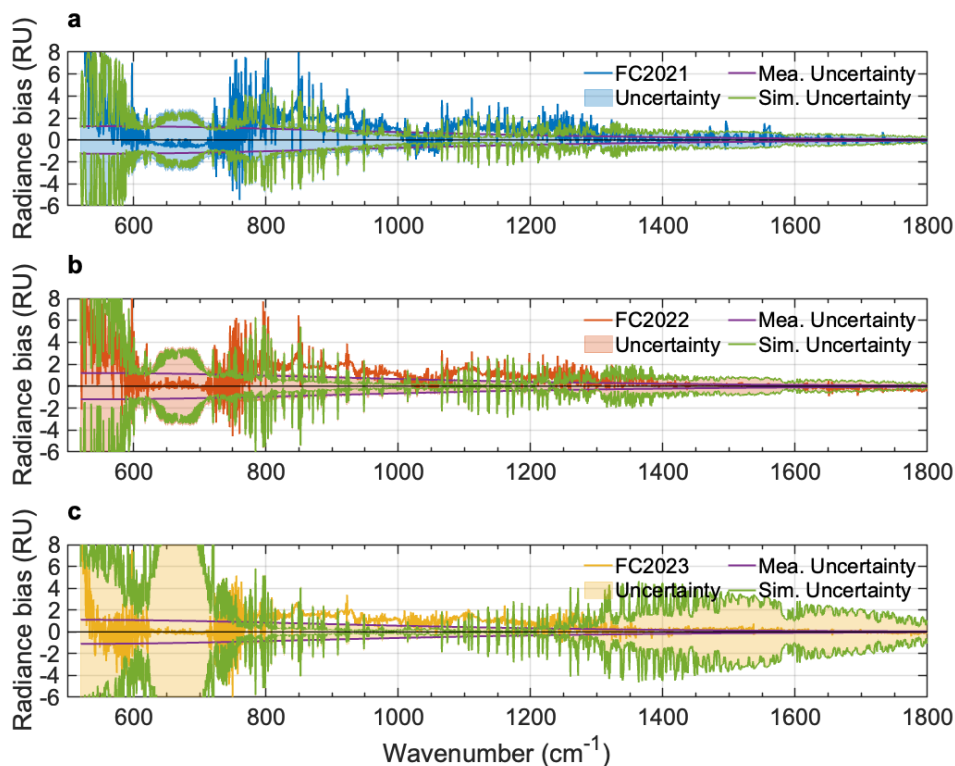 a
Radiance bias (RU)
8
6
4
2
0
-2
-4
-6
FC2021
Uncertainty
Mea. Uncertainty
Sim. Uncertainty
600 800 1000 1200 1400 1600 1800
b
Radiance bias (RU)
8
6
4
2
0
-2
-4
-6
FC2022
Uncertainty
Mea. Uncertainty
Sim. Uncertainty
600 800 1000 1200 1400 1600 1800
c
Radiance bias (RU)
8
6
4
2
0
-2
-4
-6
FC2023
Uncertainty
Mea. Uncertainty
Sim. Uncertainty
600 800 1000 1200 1400 1600 1800
Wavenumber (cm⁻¹)